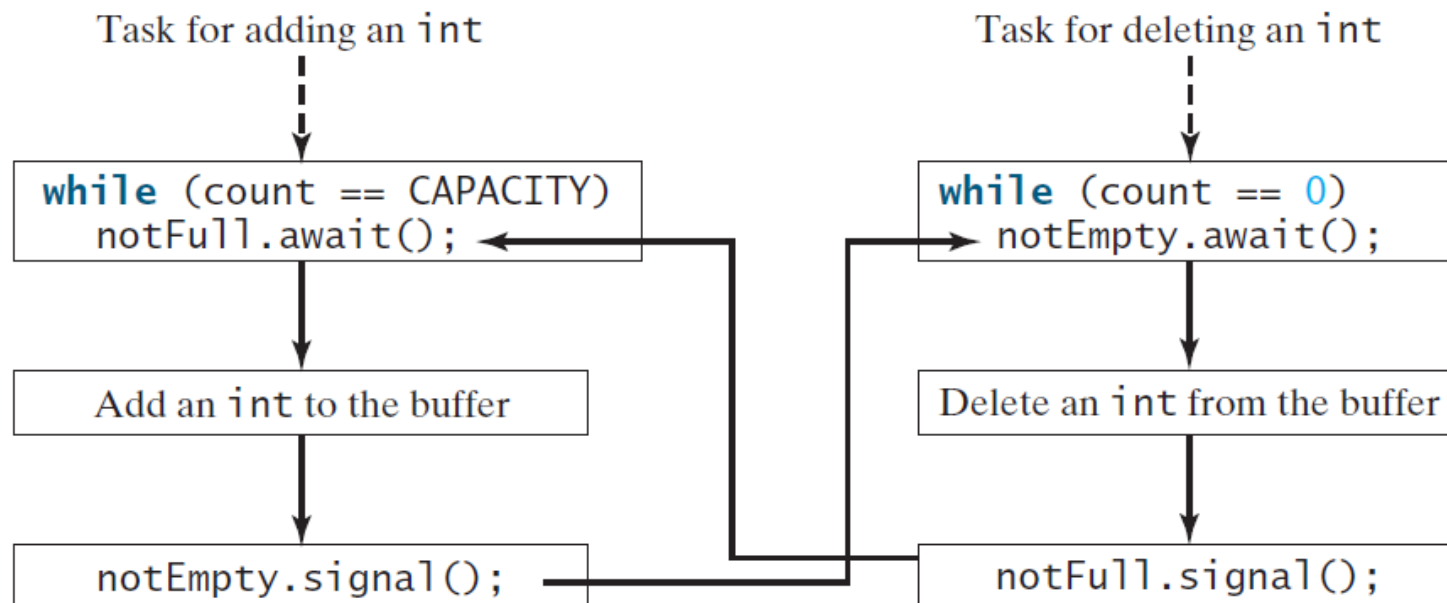 Task for adding an int
while (count == CAPACITY)
notFull.await();
Add an int to the buffer
notEmpty.signal();
Task for deleting an int
while (count == 0)
notEmpty.await();
Delete an int from the buffer
notFull.signal();